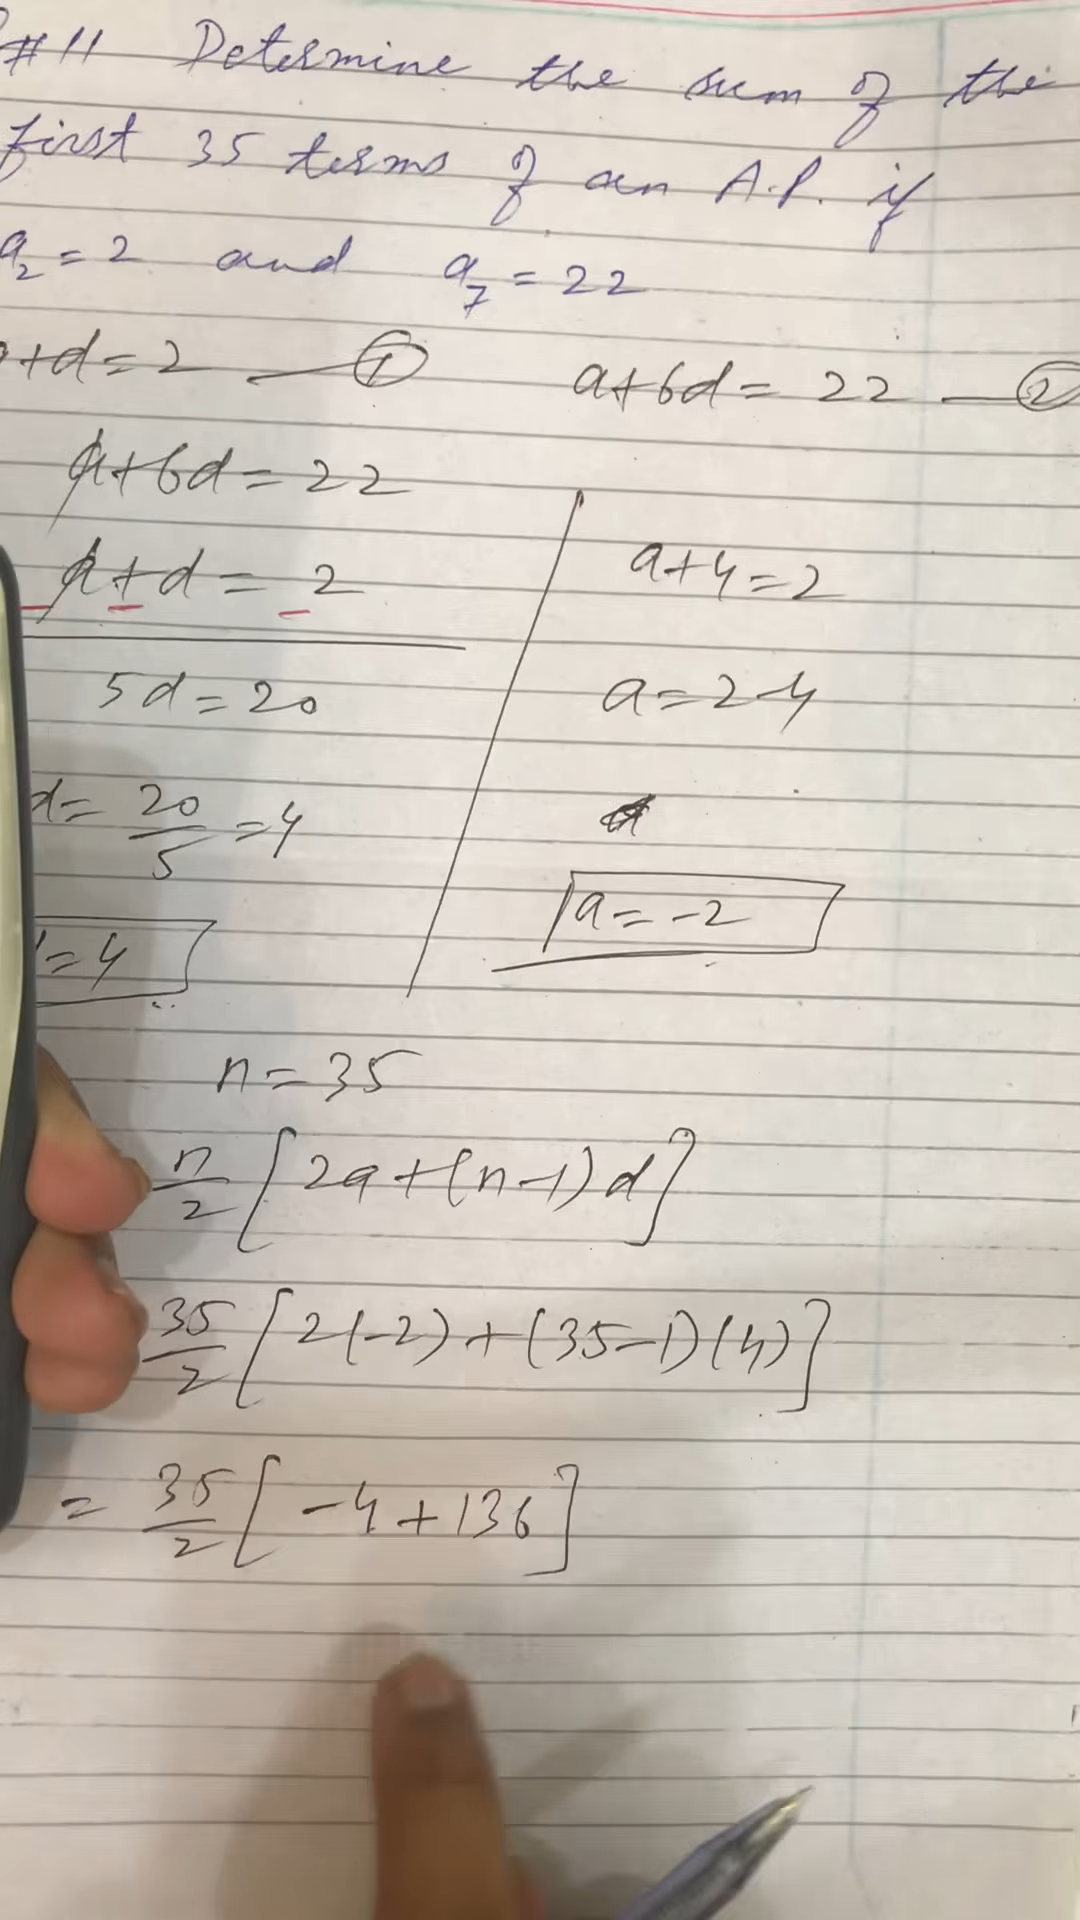 #11 Determine the sum of the
first 35 terms of an A.P. if
a₂ = 2 and a₇ = 22
+d = 2 — ①
a+6d = 22 — ②
a+6d = 22
a+d = 2
5d = 20
d = 20/5 = 4
= 4
a+4 = 2
a = 2-4
a = -2
n = 35
n/2 [2a+(n-1)d]
35/2 [2(-2)+(35-1)(4)]
= 35/2 [-4+136]